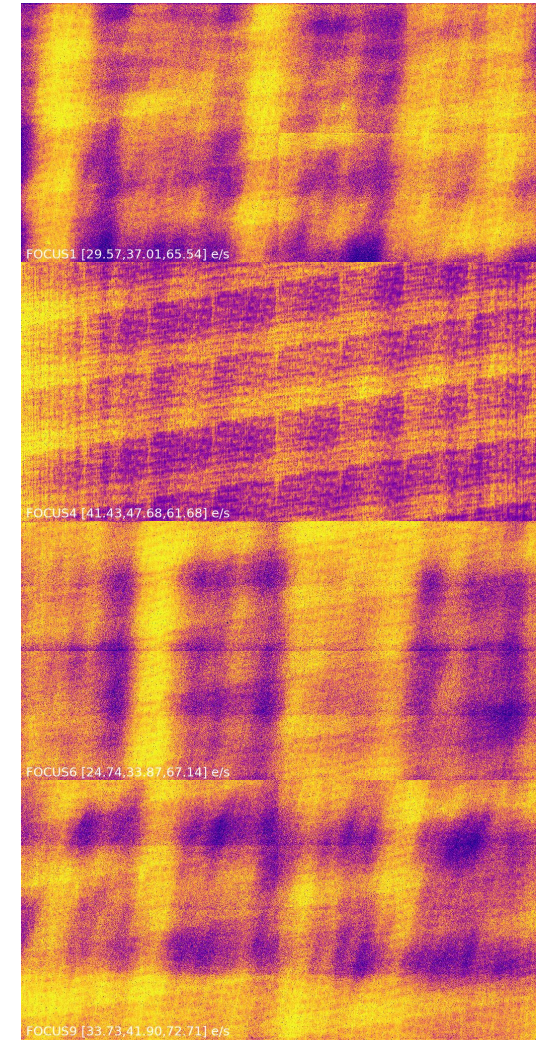 FOCUS1 [29.57,37.01,65.54] e/s
FOCUS4 [41.43,47.68,61.68] e/s
FOCUS6 [24.74,33.87,67.14] e/s
FOCUS9 [33.73,41.90,72.71] e/s